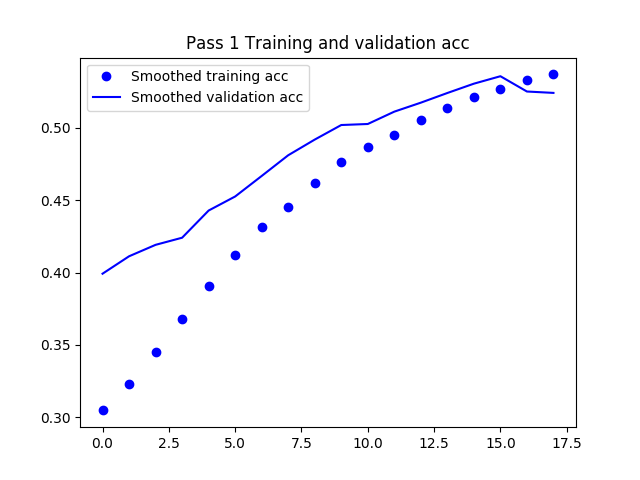 Pass 1 Training and validation acc
Smoothed training acc
Smoothed validation acc
0.50
0.45
0.40
0.35
0.30
0.0 2.5 5.0 7.5 10.0 12.5 15.0 17.5